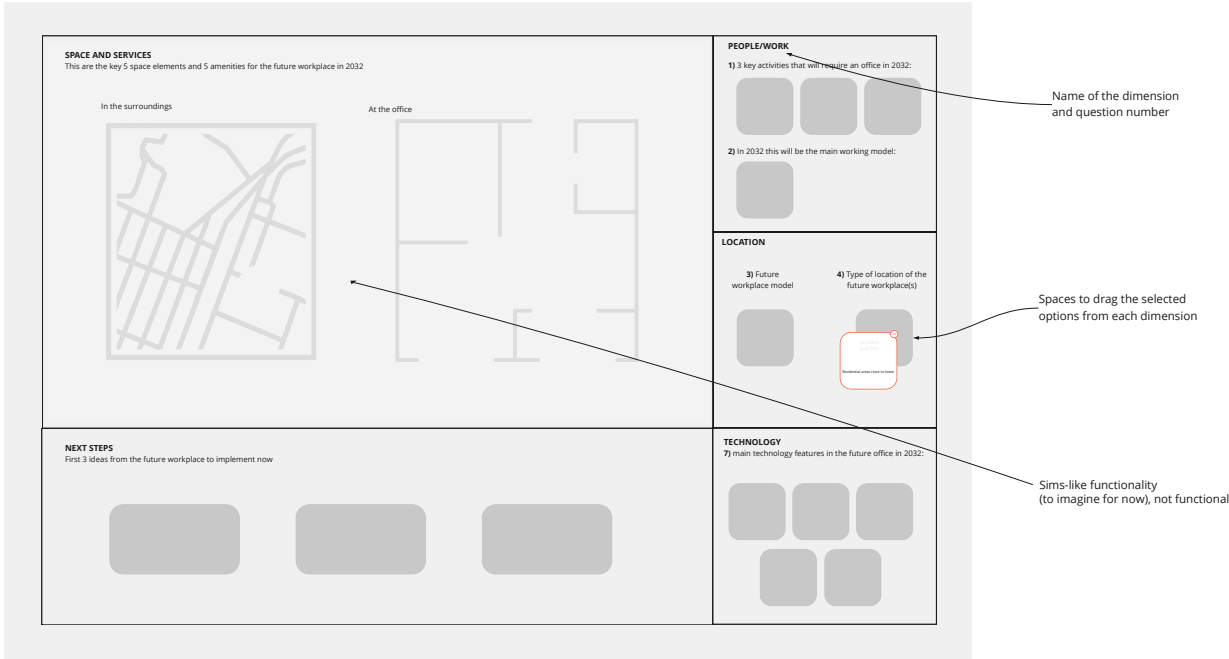 SPACE AND SERVICES
This are the key 5 space elements and 5 amenities for the future workplace in 2032
In the surroundings
At the office
PEOPLE/WORK
1) 3 key activities that will require an office in 2032:
2) In 2032 this will be the main working model:
LOCATION
3) Future
workplace model
4) Type of location of the
future workplace(s)
Residential areas close to home
NEXT STEPS
First 3 ideas from the future workplace to implement now
TECHNOLOGY
7) main technology features in the future office in 2032:
Name of the dimension
and question number
Spaces to drag the selected
options from each dimension
Sims-like functionality
(to imagine for now), not functional